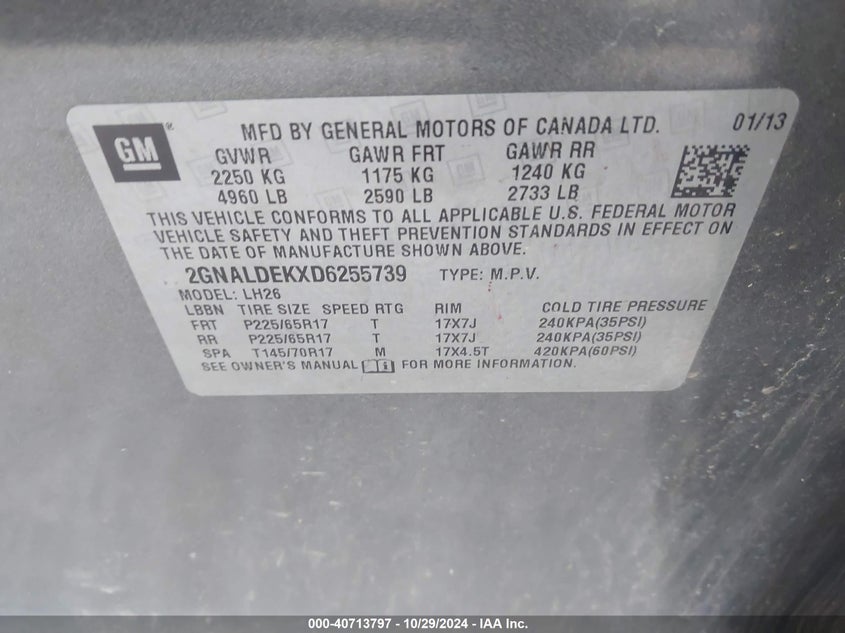 GM ® MFD BY GENERAL MOTORS OF CANADA LTD. 01/13
GVWR GAWR FRT GAWR RR
2250 KG 1175 KG 1240 KG
4960 LB 2590 LB 2733 LB
THIS VEHICLE CONFORMS TO ALL APPLICABLE U.S. FEDERAL MOTOR
VEHICLE SAFETY AND THEFT PREVENTION STANDARDS IN EFFECT ON
THE DATE OF MANUFACTURE SHOWN ABOVE.
2GNALDEKXD6255739 TYPE: M.P.V.
MODEL: LH26
LBBN TIRE SIZE SPEED RTG RIM COLD TIRE PRESSURE
FRT P225/65R17 T 17X7J 240KPA(35PSI)
RR P225/65R17 T 17X7J 240KPA(35PSI)
SPA T145/70R17 M 17X4.5T 420KPA(60PSI)
SEE OWNER'S MANUAL FOR MORE INFORMATION.
000-40713797 - 10/29/2024 - IAA Inc.